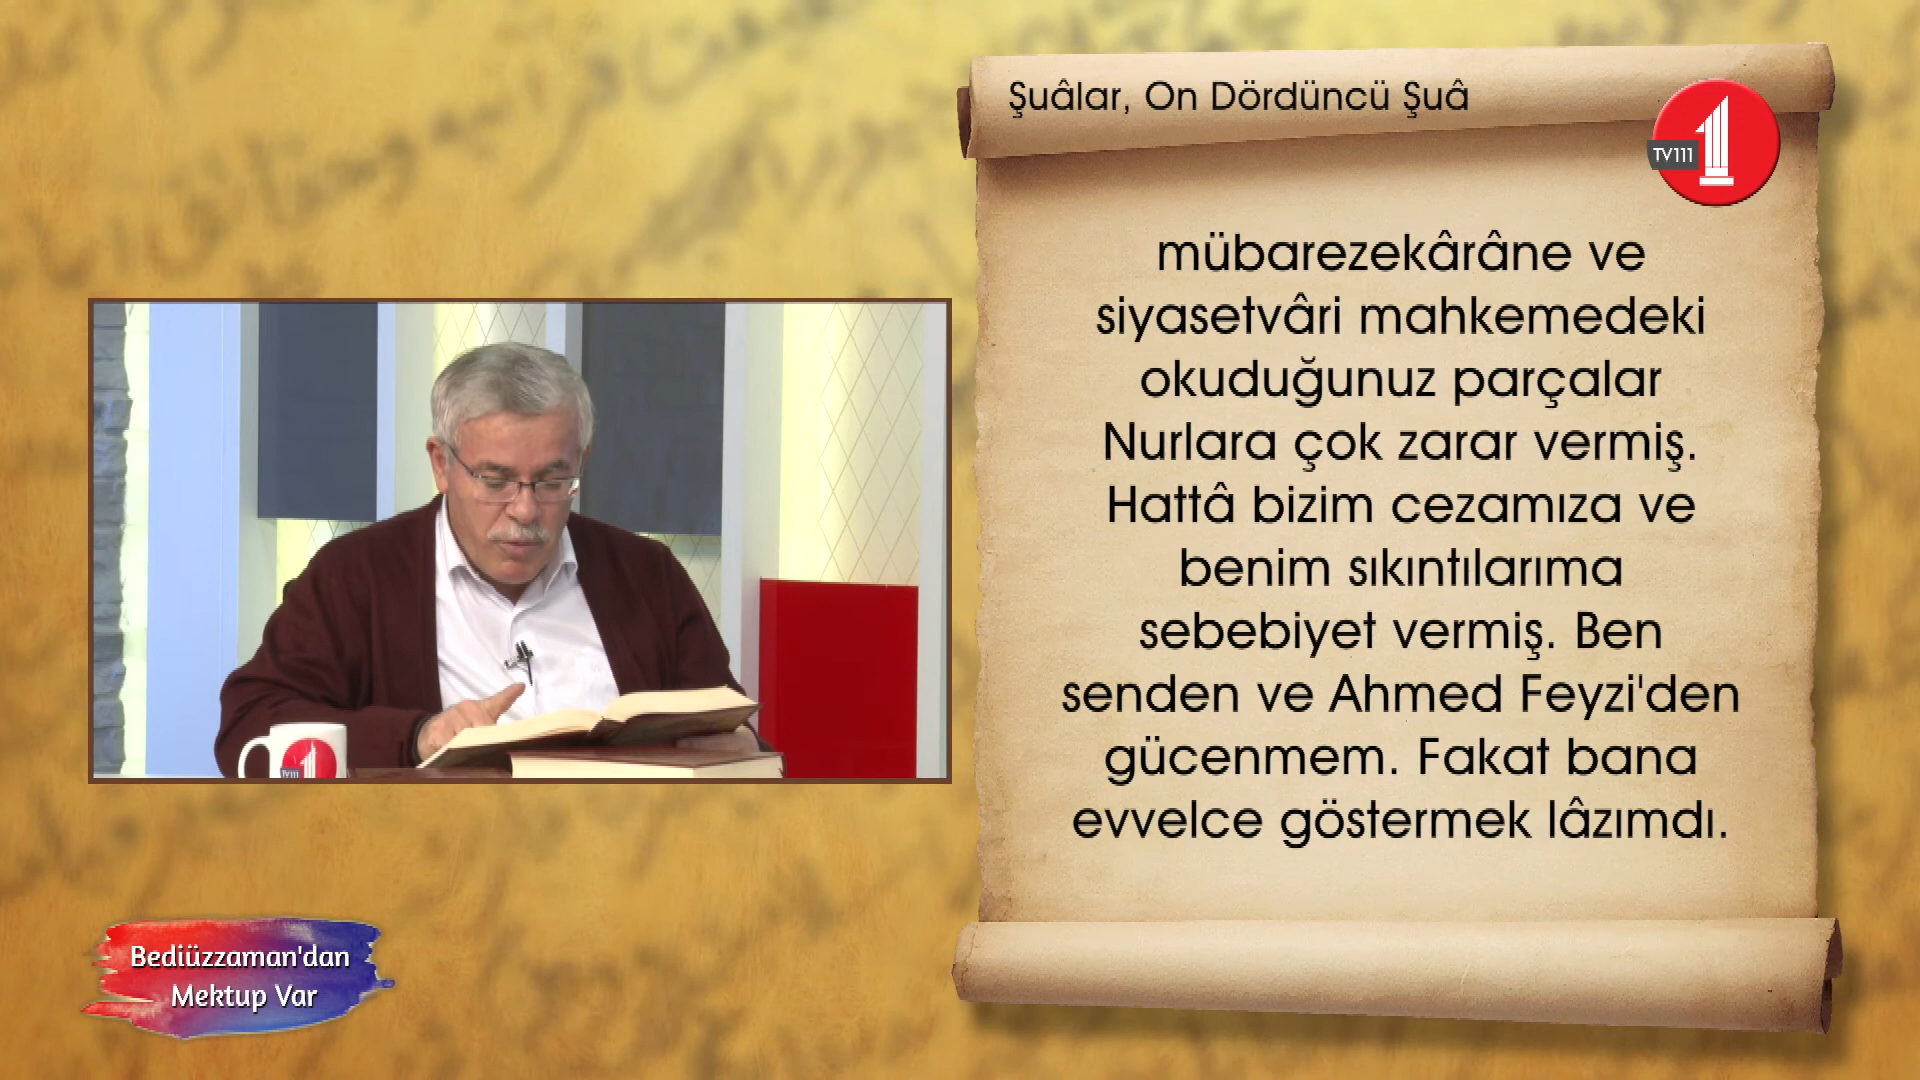 Şuâlar, On Dördüncü Şuâ
TV111
mübarezekârâne ve
siyasetvâri mahkemedeki
okuduğunuz parçalar
Nurlara çok zarar vermiş.
Hattâ bizim cezamıza ve
benim sıkıntılarıma
sebebiyet vermiş. Ben
senden ve Ahmed Feyzi'den
gücenmem. Fakat bana
evvelce göstermek lâzımdı.
TV111
Bediüzzaman'dan
Mektup Var